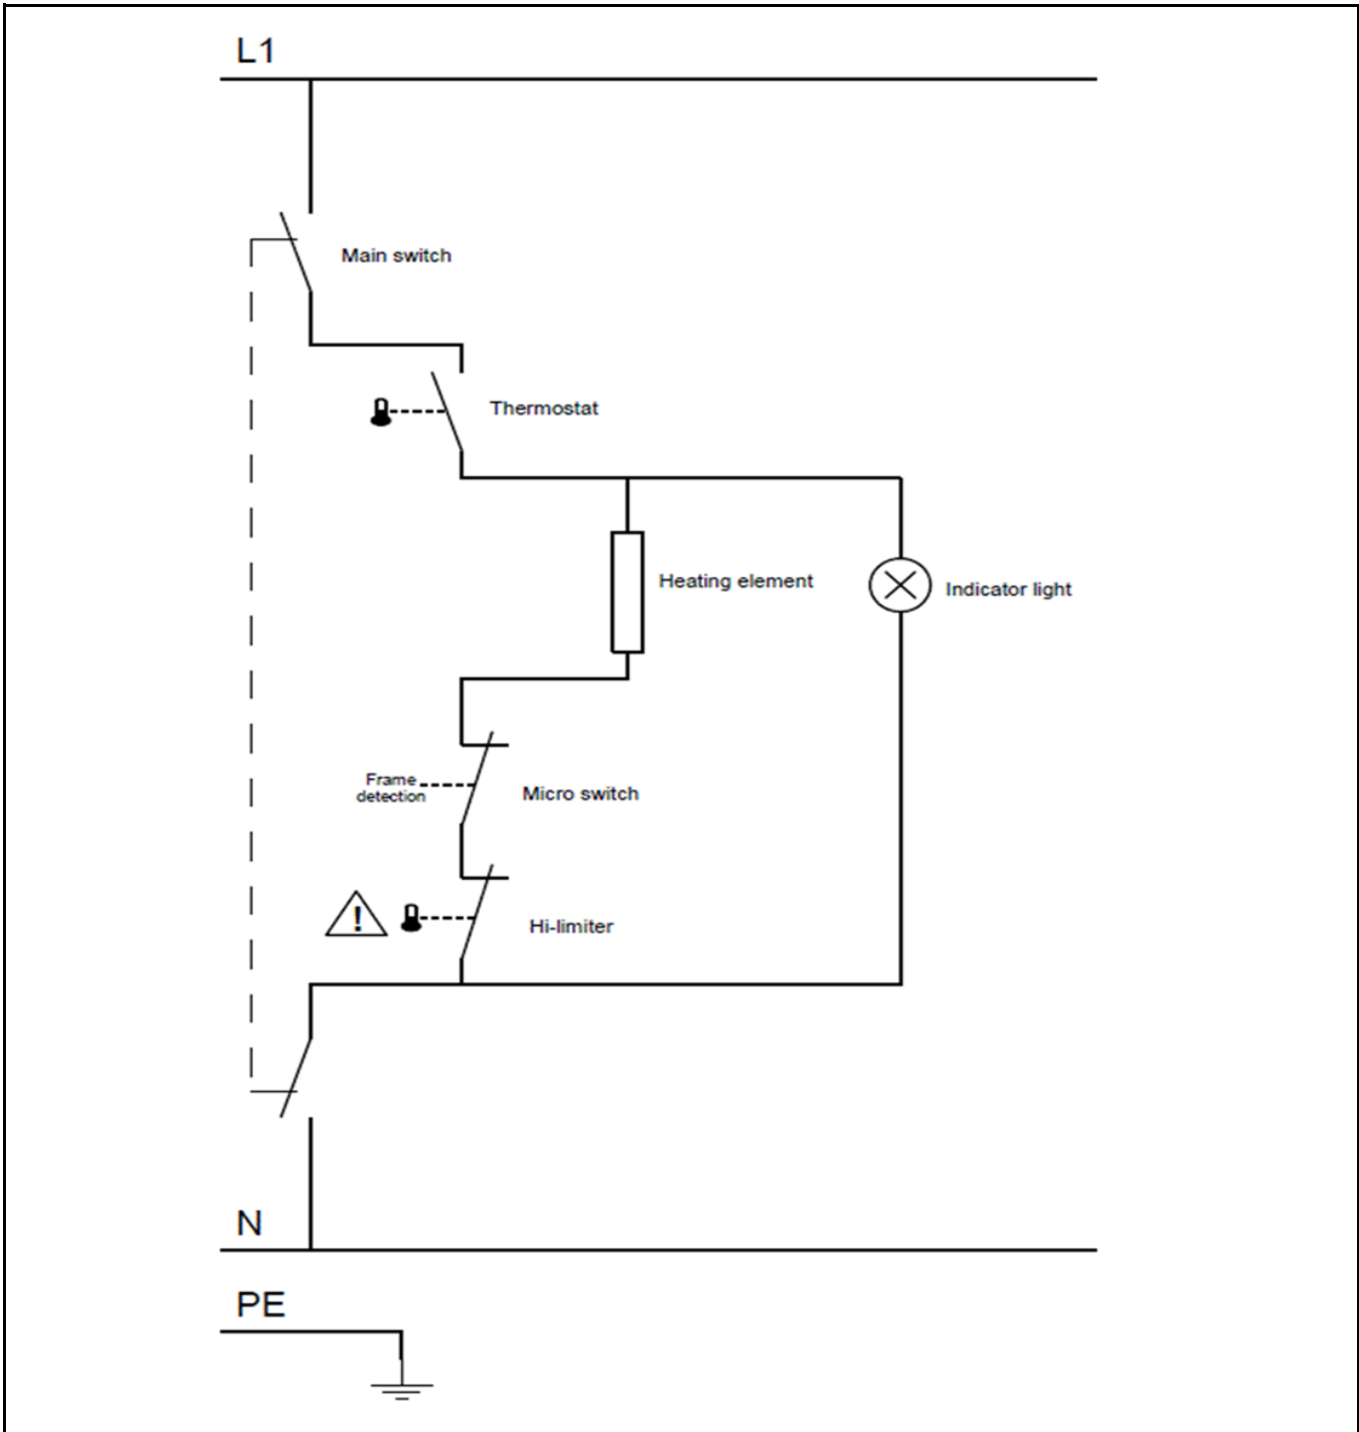 L1
Main switch
Thermostat
Heating element
Indicator light
Frame
detection
Micro switch
!
Hi-limiter
N
PE